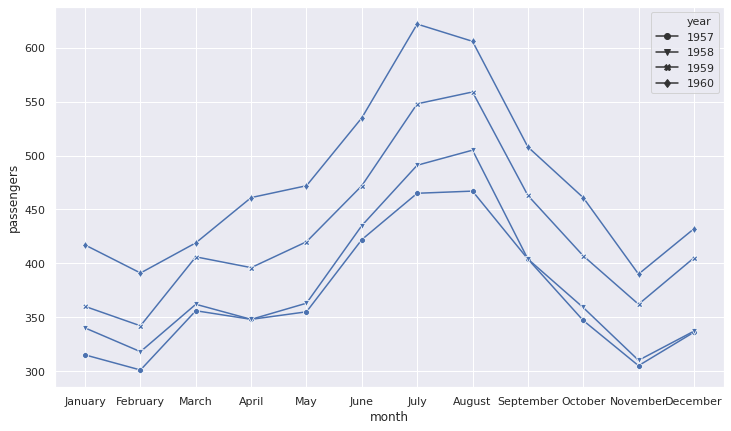 year
1957
1958
1959
1960
600
550
500
450
400
350
300
passengers
January February March April May June July August September October November December
month